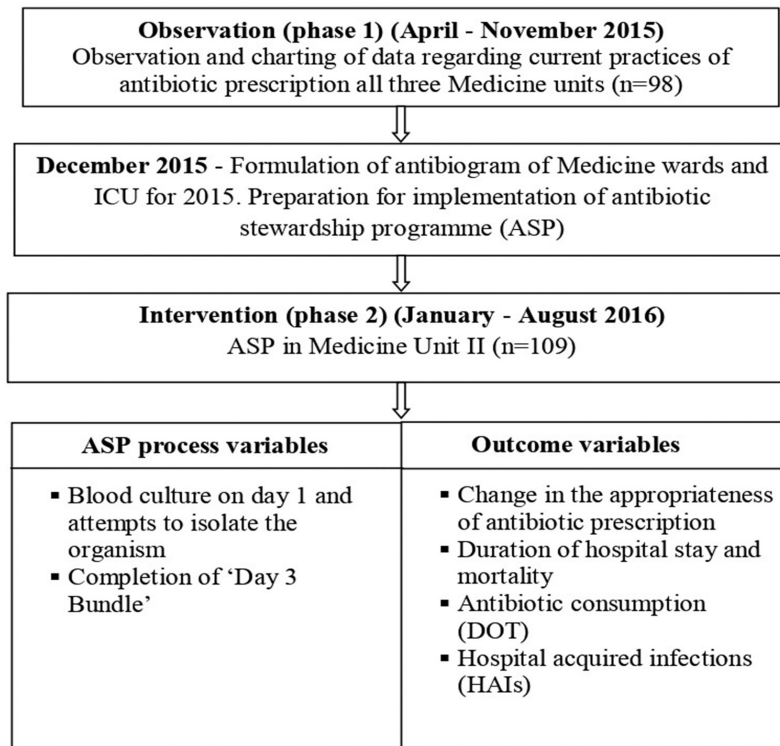 Observation (phase 1) (April - November 2015)
Observation and charting of data regarding current practices of
antibiotic prescription all three Medicine units (n=98)
December 2015 - Formulation of antibiogram of Medicine wards and
ICU for 2015. Preparation for implementation of antibiotic
stewardship programme (ASP)
Intervention (phase 2) (January - August 2016)
ASP in Medicine Unit II (n=109)
ASP process variables
▪ Blood culture on day 1 and
attempts to isolate the
organism
▪ Completion of ‘Day 3
Bundle’
Outcome variables
▪ Change in the appropriateness
of antibiotic prescription
▪ Duration of hospital stay and
mortality
▪ Antibiotic consumption
(DOT)
▪ Hospital acquired infections
(HAIs)